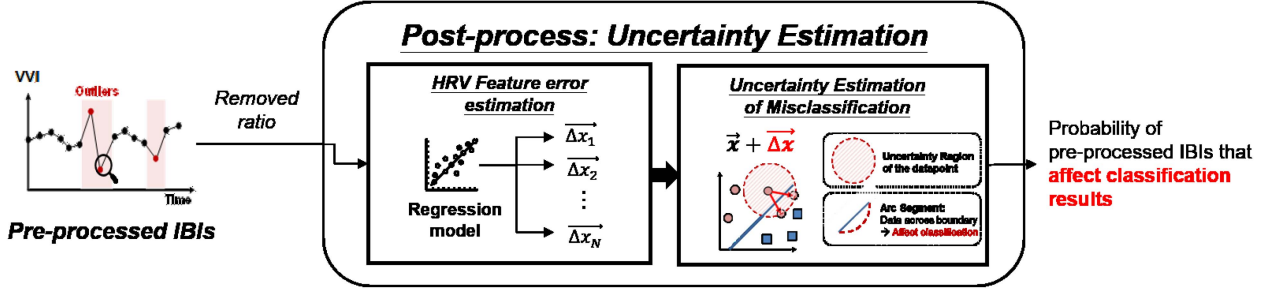 Post-process: Uncertainty Estimation
VVI
Outliers
Time
Pre-processed IBIs
Removed
ratio
HRV Feature error
estimation
Regression
model
Δx₁
Δx₂
⋮
Δx_N
Uncertainty Estimation
of Misclassification
x + Δx
Uncertainty Region
of the datapoint
Arc Segment:
Data across boundary
→ Affect classification
Probability of
pre-processed IBIs that
affect classification
results